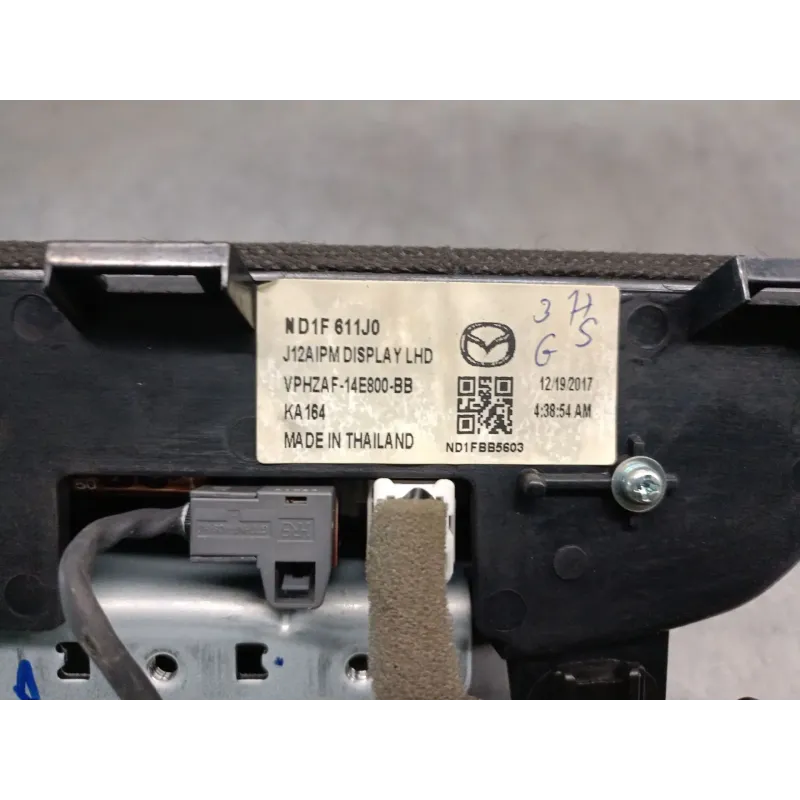 ND1F 611J0
J12AIPM DISPLAY LHD
VPHZAF-14E800-BB
KA164
MADE IN THAILAND
3 H
G S
12/19/2017
4:38:54 AM
ND1FBB5603
50